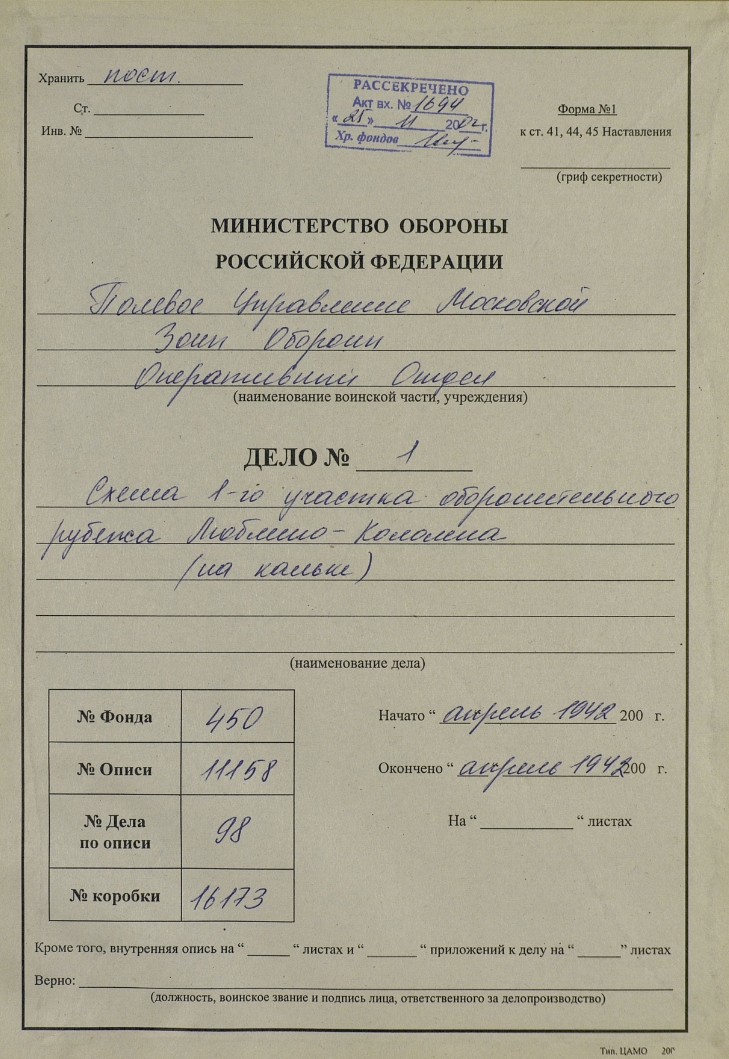 Хранить пост.
Ст.
Инв. №
РАССЕКРЕЧЕНО
Акт вх. № 1694
« 25 » 11 2002 г.
Хр. фондов
Форма №1
к ст. 41, 44, 45 Наставления
(гриф секретности)
МИНИСТЕРСТВО ОБОРОНЫ
РОССИЙСКОЙ ФЕДЕРАЦИИ
Полевое Управление Московской
Зоны Обороны
Оперативный Отдел
(наименование воинской части, учреждения)
ДЕЛО № 1
Схема 1-го участка оборонительного
рубежа Люблино-Коломна
(на кальке)
(наименование дела)
№ Фонда 450
№ Описи 11158
№ Дела по описи 98
№ коробки 16173
Начато “ апрель 1942 200 г.
Окончено “ апрель 1942 200 г.
На “ “ листах
Кроме того, внутренняя опись на “ “ листах и “ “ приложений к делу на “ ” листах
Верно:
(должность, воинское звание и подпись лица, ответственного за делопроизводство)
Тип. ЦАМО